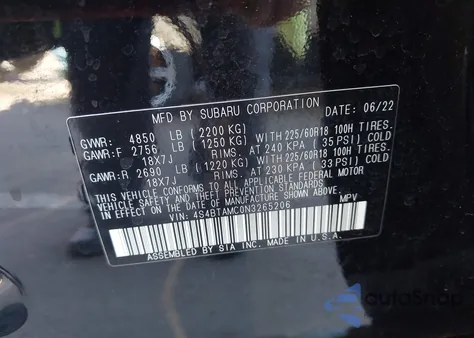 MFD BY SUBARU CORPORATION DATE: 06/22
GVWR: 4850 LB (2200 KG)
GAWR:F 2756 LB (1250 KG) WITH 225/60R18 100H TIRES.
18X7J RIMS. AT 240 KPA (35 PSI) COLD
GAWR:R 2690 LB (1220 KG) WITH 225/60R18 100H TIRES.
18X7J RIMS. AT 230 KPA (33 PSI) COLD
THIS VEHICLE CONFORMS TO ALL APPLICABLE FEDERAL MOTOR
VEHICLE SAFETY AND THEFT PREVENTION STANDARDS
IN EFFECT ON THE DATE OF MANUFACTURE SHOWN ABOVE.
VIN: 4S4BTAMC0N3265206 MPV
ASSEMBLED BY SIA INC. MADE IN U.S.A.
autoSnap